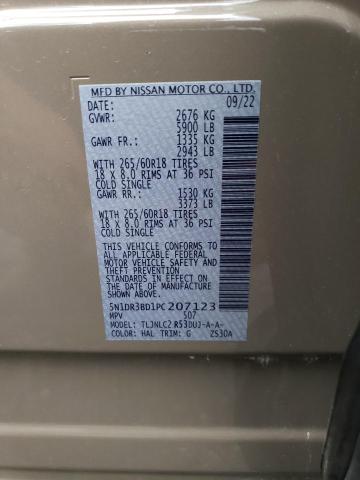 MFD BY NISSAN MOTOR CO., LTD.
DATE: 09/22
GVWR: 2676 KG
5900 LB
GAWR FR.: 1335 KG
2943 LB
WITH 265/60R18 TIRES
18 X 8.0 RIMS AT 36 PSI
COLD SINGLE
GAWR RR.: 1530 KG
3373 LB
WITH 265/60R18 TIRES
18 X 8.0 RIMS AT 36 PSI
COLD SINGLE
THIS VEHICLE CONFORMS TO
ALL APPLICABLE FEDERAL
MOTOR VEHICLE SAFETY
STANDARDS IN EFFECT ON
THE DATE OF MANUFACTURE
SHOWN ABOVE.
5N1DR3BD1PC207123
MPV 507
MODEL: TLJNLC2 R53DUJ-A-A-
COLOR: HAL TRIM: G ZS30A